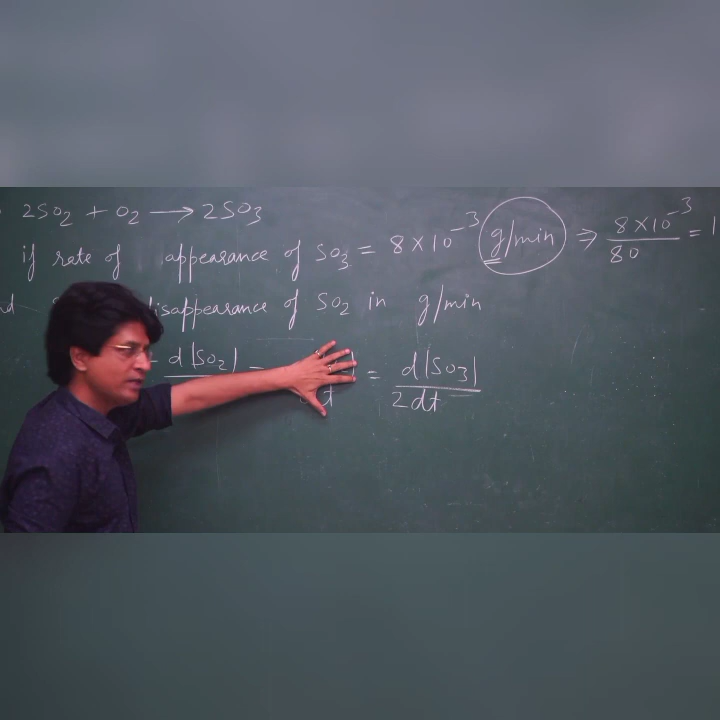 2SO₂ + O₂ → 2SO₃
if rate of appearance of SO₃ = 8×10⁻³ g/min ⇒ 8×10⁻³/80 = 1
disappearance of SO₂ in g/min
- d[SO₂] = d[SO₃]/2dt